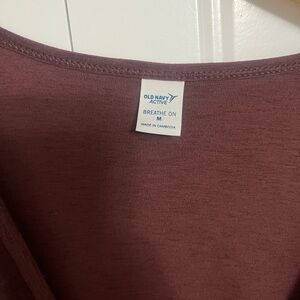 OLD NAVY
ACTIVE
BREATHE ON
M
MADE IN CAMBODIA